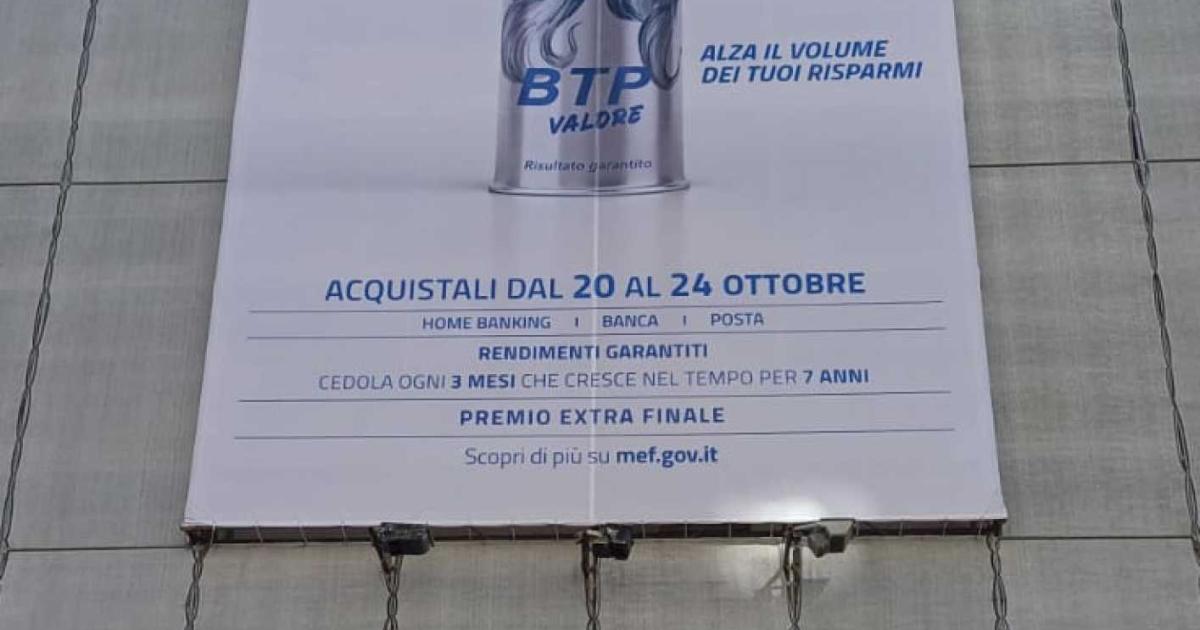 ALZA IL VOLUME
DEI TUOI RISPARMI
BTP
VALORE
Risultato garantito
ACQUISTALI DAL 20 AL 24 OTTOBRE
HOME BANKING | BANCA | POSTA
RENDIMENTI GARANTITI
CEDOLA OGNI 3 MESI CHE CRESCE NEL TEMPO PER 7 ANNI
PREMIO EXTRA FINALE
Scopri di più su mef.gov.it